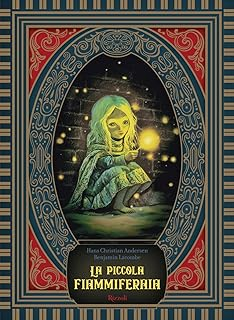 Hans Christian Andersen
Benjamin Lacombe
LA PICCOLA
FIAMMIFERAIA
Rizzoli